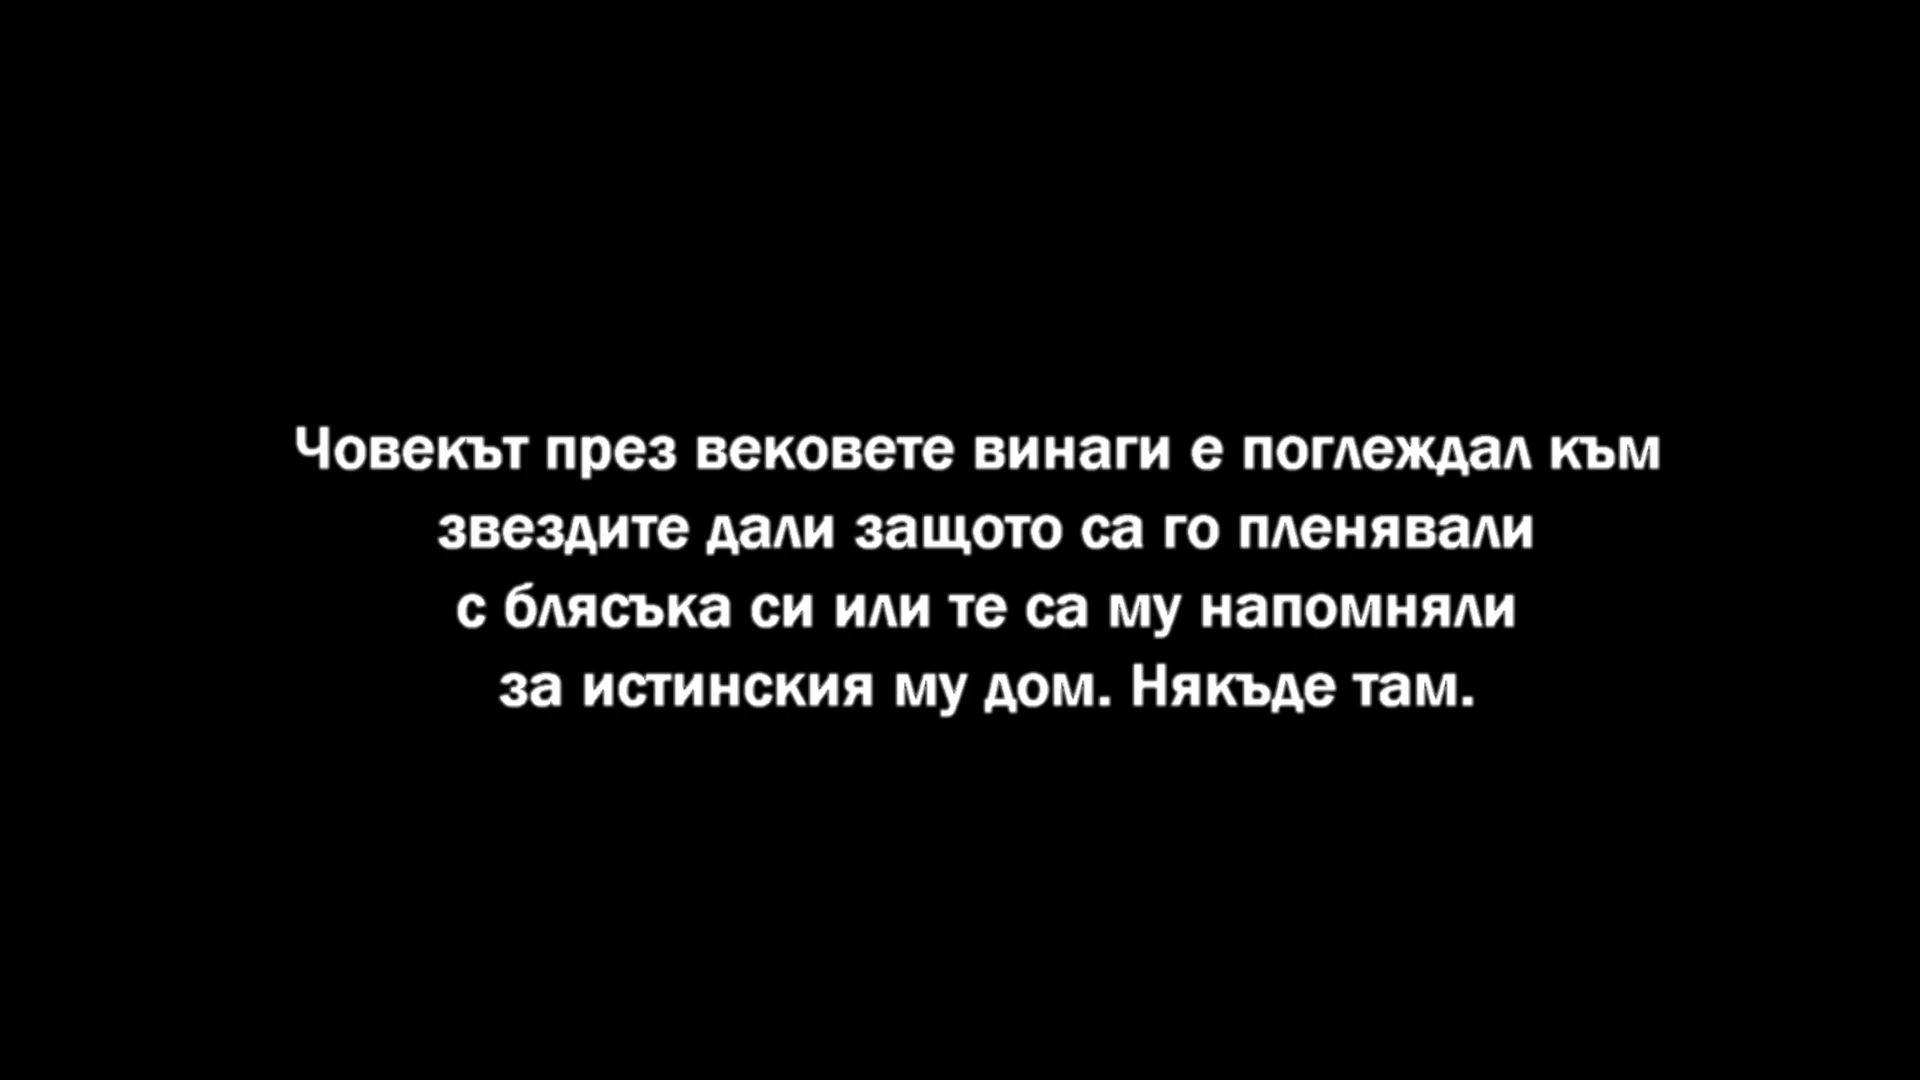 Човекът през вековете винаги е поглеждал към
звездите дали защото са го пленявали
с блясъка си или те са му напомняли
за истинския му дом. Някъде там.